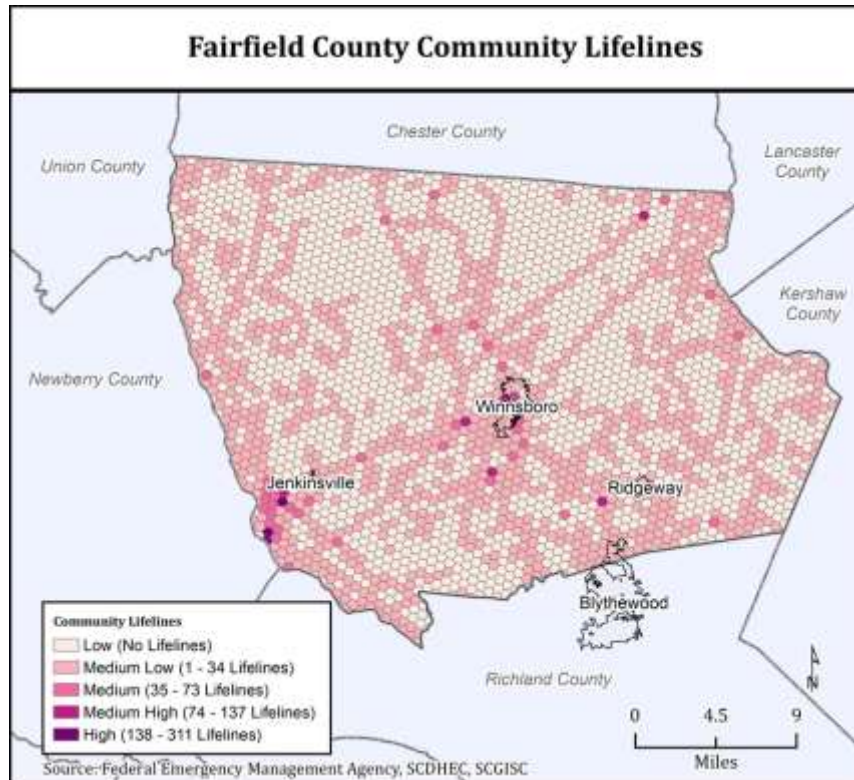 Fairfield County Community Lifelines
Chester County
Union County
Lancaster
County
Kershaw
County
Newberry County
Winnsboro
Jenkinsville
Ridgeway
Blythewood
Richland County
Community Lifelines
Low (No Lifelines)
Medium Low (1 - 34 Lifelines)
Medium (35 - 73 Lifelines)
Medium High (74 - 137 Lifelines)
High (138 - 311 Lifelines)
N
0 4.5 9
Miles
Source: Federal Emergency Management Agency, SCDHEC, SCGISC